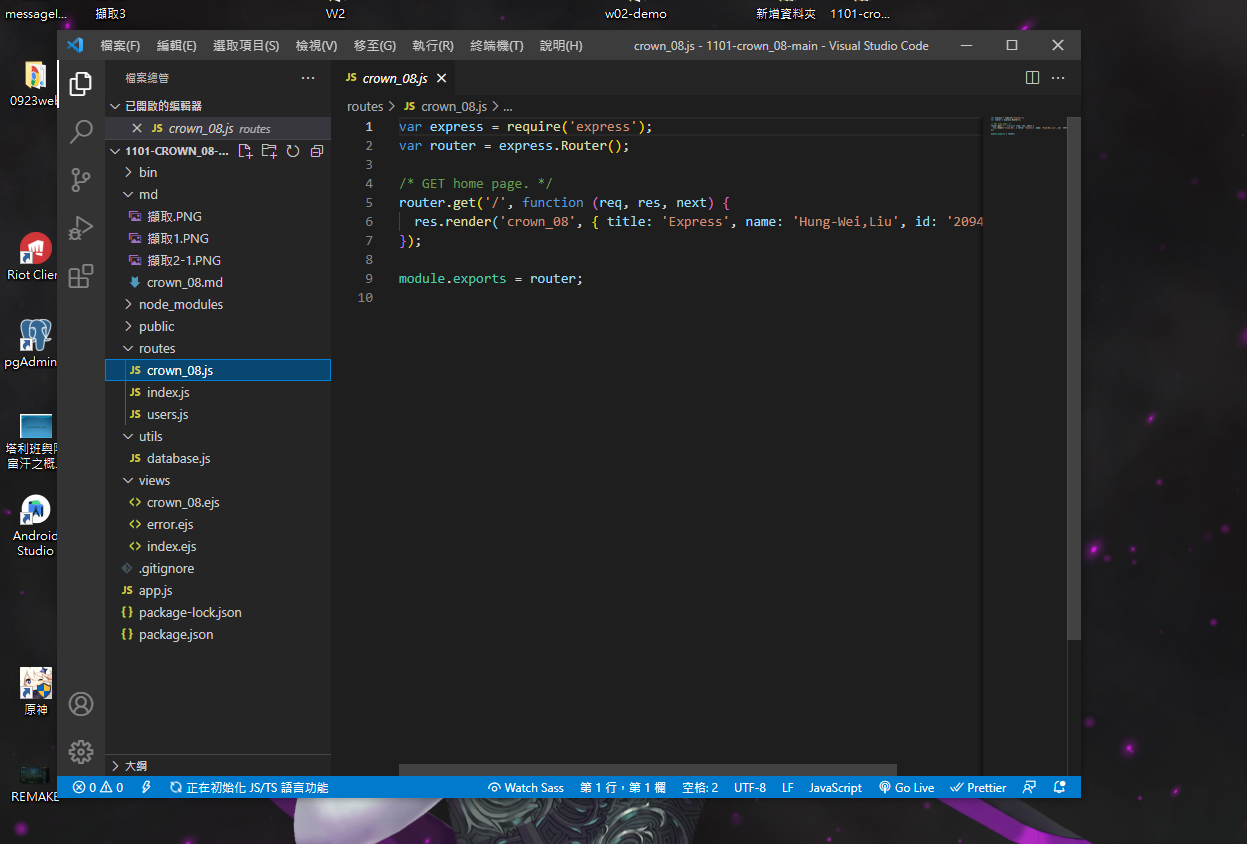 messagel...
擷取3
W2
w02-demo
新增資料夾
1101-cro...
檔案(F) 編輯(E) 選取項目(S) 檢視(V) 移至(G) 執行(R) 終端機(T) 說明(H)
crown_08.js - 1101-crown_08-main - Visual Studio Code
0923web
Riot Clien
pgAdmin
Android
Studio
原神
REMAKE
檔案總管
已開啟的編輯器
JS crown_08.js routes
1101-CROWN_08-...
bin
md
擷取.PNG
擷取1.PNG
擷取2-1.PNG
crown_08.md
node_modules
public
routes
JS crown_08.js
JS index.js
JS users.js
utils
JS database.js
views
<> crown_08.ejs
<> error.ejs
<> index.ejs
.gitignore
JS app.js
{} package-lock.json
{} package.json
大綱
JS crown_08.js
routes > JS crown_08.js > ...
1 var express = require('express');
2 var router = express.Router();
3
4 /* GET home page. */
5 router.get('/', function (req, res, next) {
6 res.render('crown_08', { title: 'Express', name: 'Hung-Wei,Liu', id: '2094
7 });
8
9 module.exports = router;
10
0 0
正在初始化 JS/TS 語言功能
Watch Sass
第 1 行，第 1 欄
空格: 2
UTF-8
LF
JavaScript
Go Live
Prettier